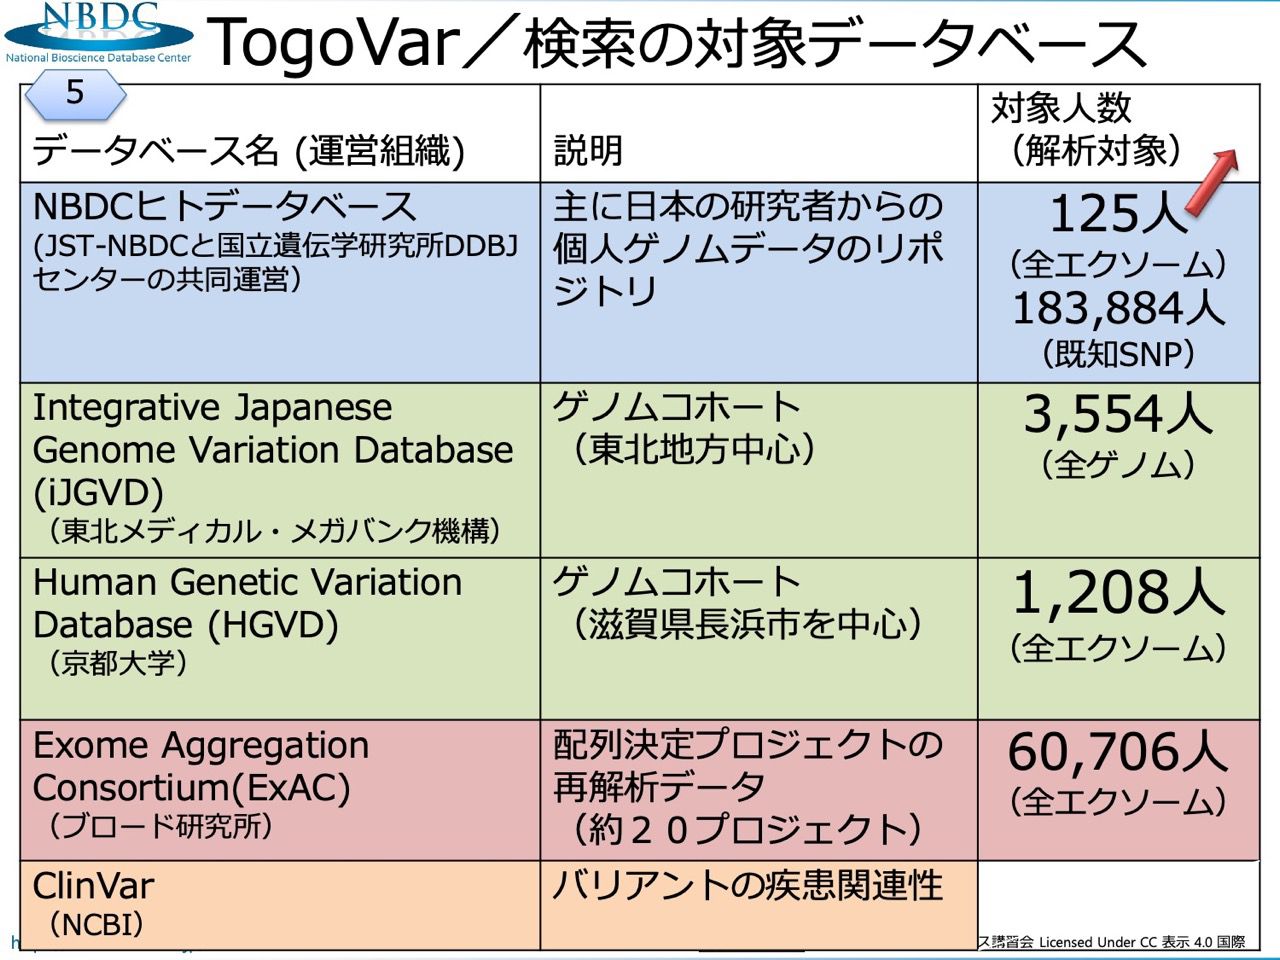 NBDC
National Bioscience Database Center
TogoVar／検索の対象データベース
5
データベース名 (運営組織)
説明
対象人数
（解析対象）
NBDCヒトデータベース
(JST-NBDCと国立遺伝学研究所DDBJ
センターの共同運営）
主に日本の研究者からの
個人ゲノムデータのリポ
ジトリ
125人
（全エクソーム）
183,884人
（既知SNP）
Integrative Japanese
Genome Variation Database
(iJGVD)
（東北メディカル・メガバンク機構）
ゲノムコホート
（東北地方中心）
3,554人
（全ゲノム）
Human Genetic Variation
Database (HGVD)
（京都大学）
ゲノムコホート
（滋賀県長浜市を中心）
1,208人
（全エクソーム）
Exome Aggregation
Consortium(ExAC)
（ブロード研究所）
配列決定プロジェクトの
再解析データ
（約２０プロジェクト）
60,706人
（全エクソーム）
ClinVar
（NCBI）
バリアントの疾患関連性
ス講習会 Licensed Under CC 表示 4.0 国際